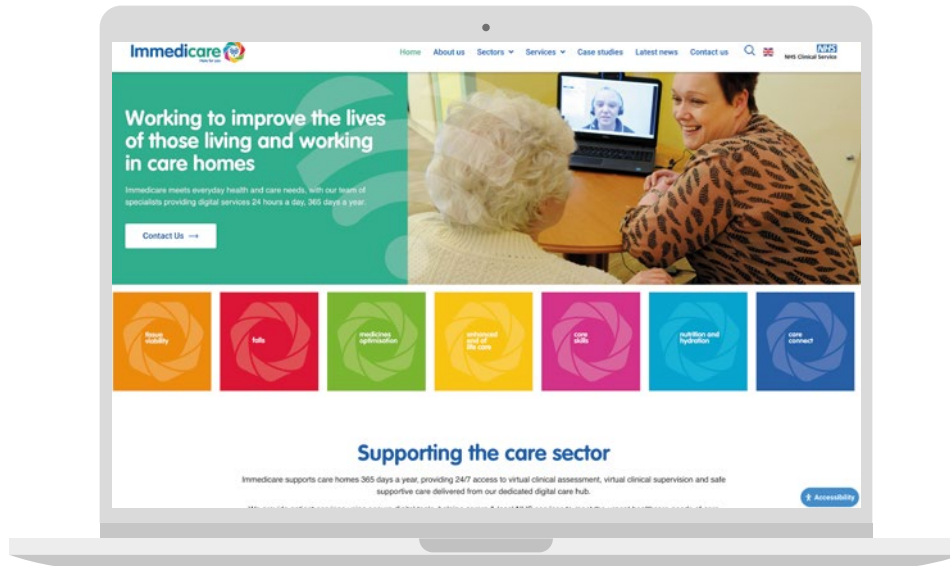 Immedicare
Home About us Sectors Services Case studies Latest news Contact us
NHS
NHS Clinical Service
Working to improve the lives
of those living and working
in care homes
Immedicare meets everyday health and care needs, with our team of
specialists providing digital services 24 hours a day, 365 days a year.
Contact Us →
tissue
viability
falls
medicines
optimisation
enhanced
end of
life care
care
skills
nutrition and
hydration
care
connect
Supporting the care sector
Immedicare supports care homes 365 days a year, providing 24/7 access to virtual clinical assessment, virtual clinical supervision and safe
supportive care delivered from our dedicated digital care hub.
Accessibility